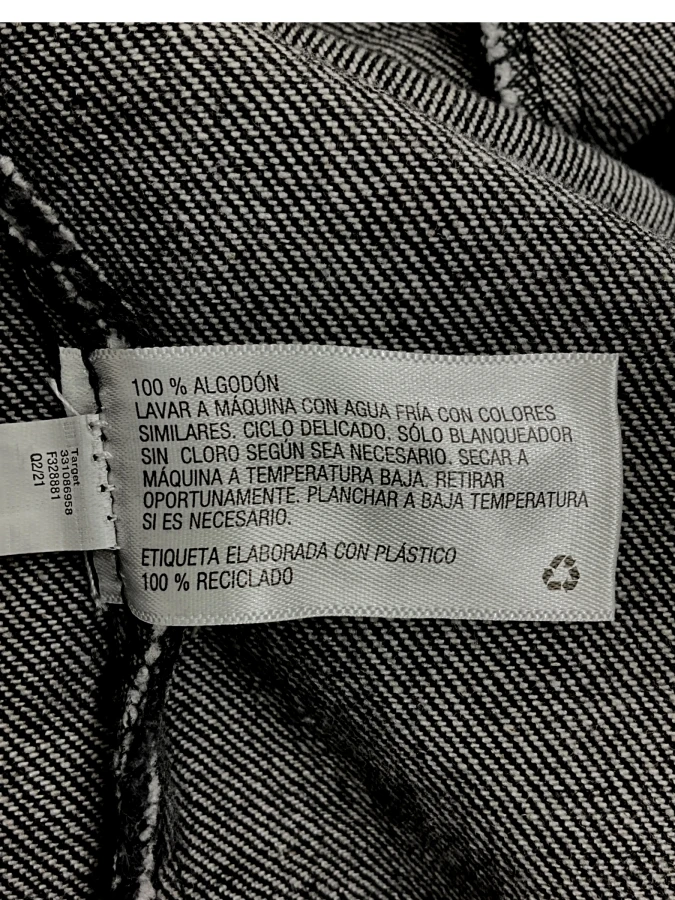 100 % ALGODÓN
LAVAR A MÁQUINA CON AGUA FRÍA CON COLORES
SIMILARES. CICLO DELICADO. SÓLO BLANQUEADOR
SIN CLORO SEGÚN SEA NECESARIO. SECAR A
MÁQUINA A TEMPERATURA BAJA. RETIRAR
OPORTUNAMENTE. PLANCHAR A BAJA TEMPERATURA
SI ES NECESARIO.
ETIQUETA ELABORADA CON PLÁSTICO
100 % RECICLADO
Target
331086958
F328881
Q2/21